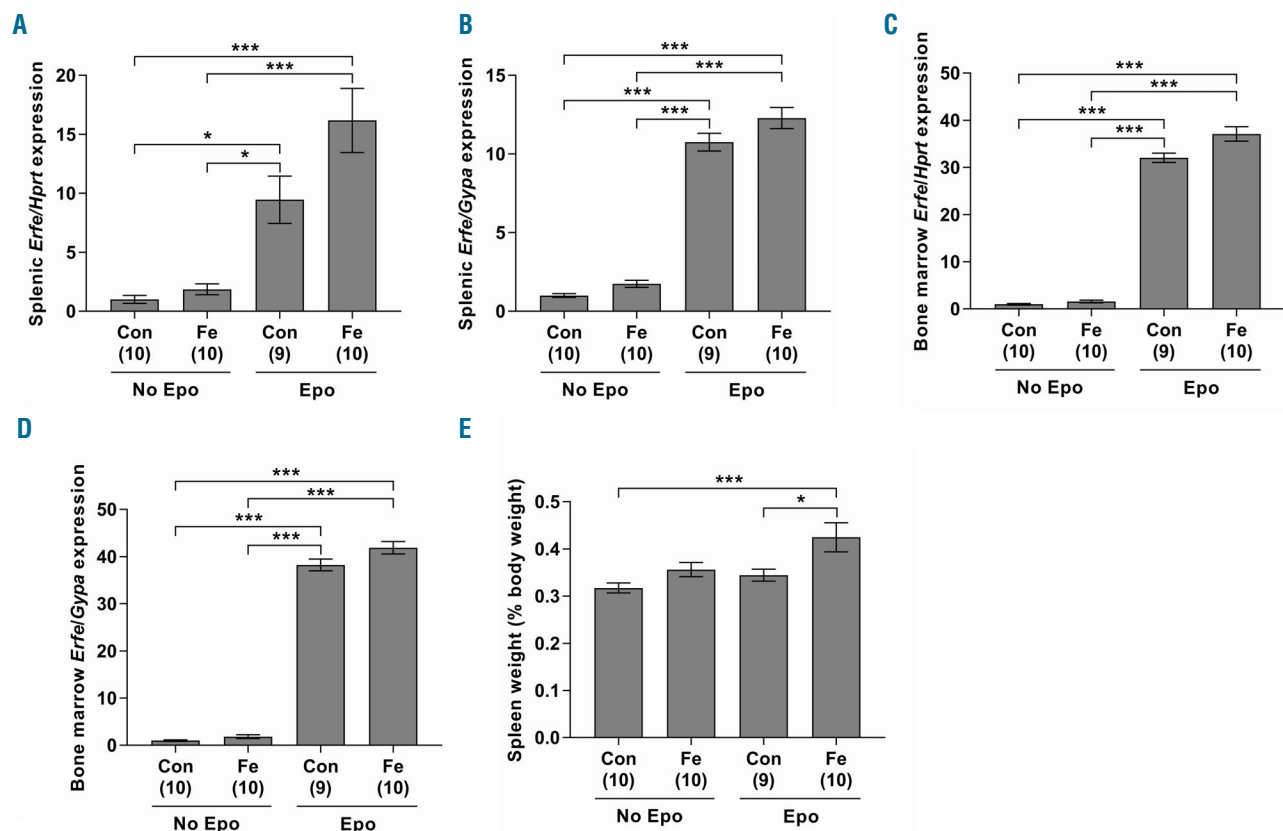 A
Splenic Erfe/Hprt expression
***
***
*
*
20
15
10
5
0
Con Fe Con Fe
(10) (10) (9) (10)
No Epo Epo
B
Splenic Erfe/Gypa expression
***
***
***
***
15
10
5
0
Con Fe Con Fe
(10) (10) (9) (10)
No Epo Epo
C
Bone marrow Erfe/Hprt expression
***
***
***
***
50
40
30
20
10
0
Con Fe Con Fe
(10) (10) (9) (10)
No Epo Epo
D
Bone marrow Erfe/Gypa expression
***
***
***
***
50
40
30
20
10
0
Con Fe Con Fe
(10) (10) (9) (10)
No Epo Epo
E
Spleen weight (% body weight)
***
*
0.5
0.4
0.3
0.2
0.1
0.0
Con Fe Con Fe
(10) (10) (9) (10)
No Epo Epo